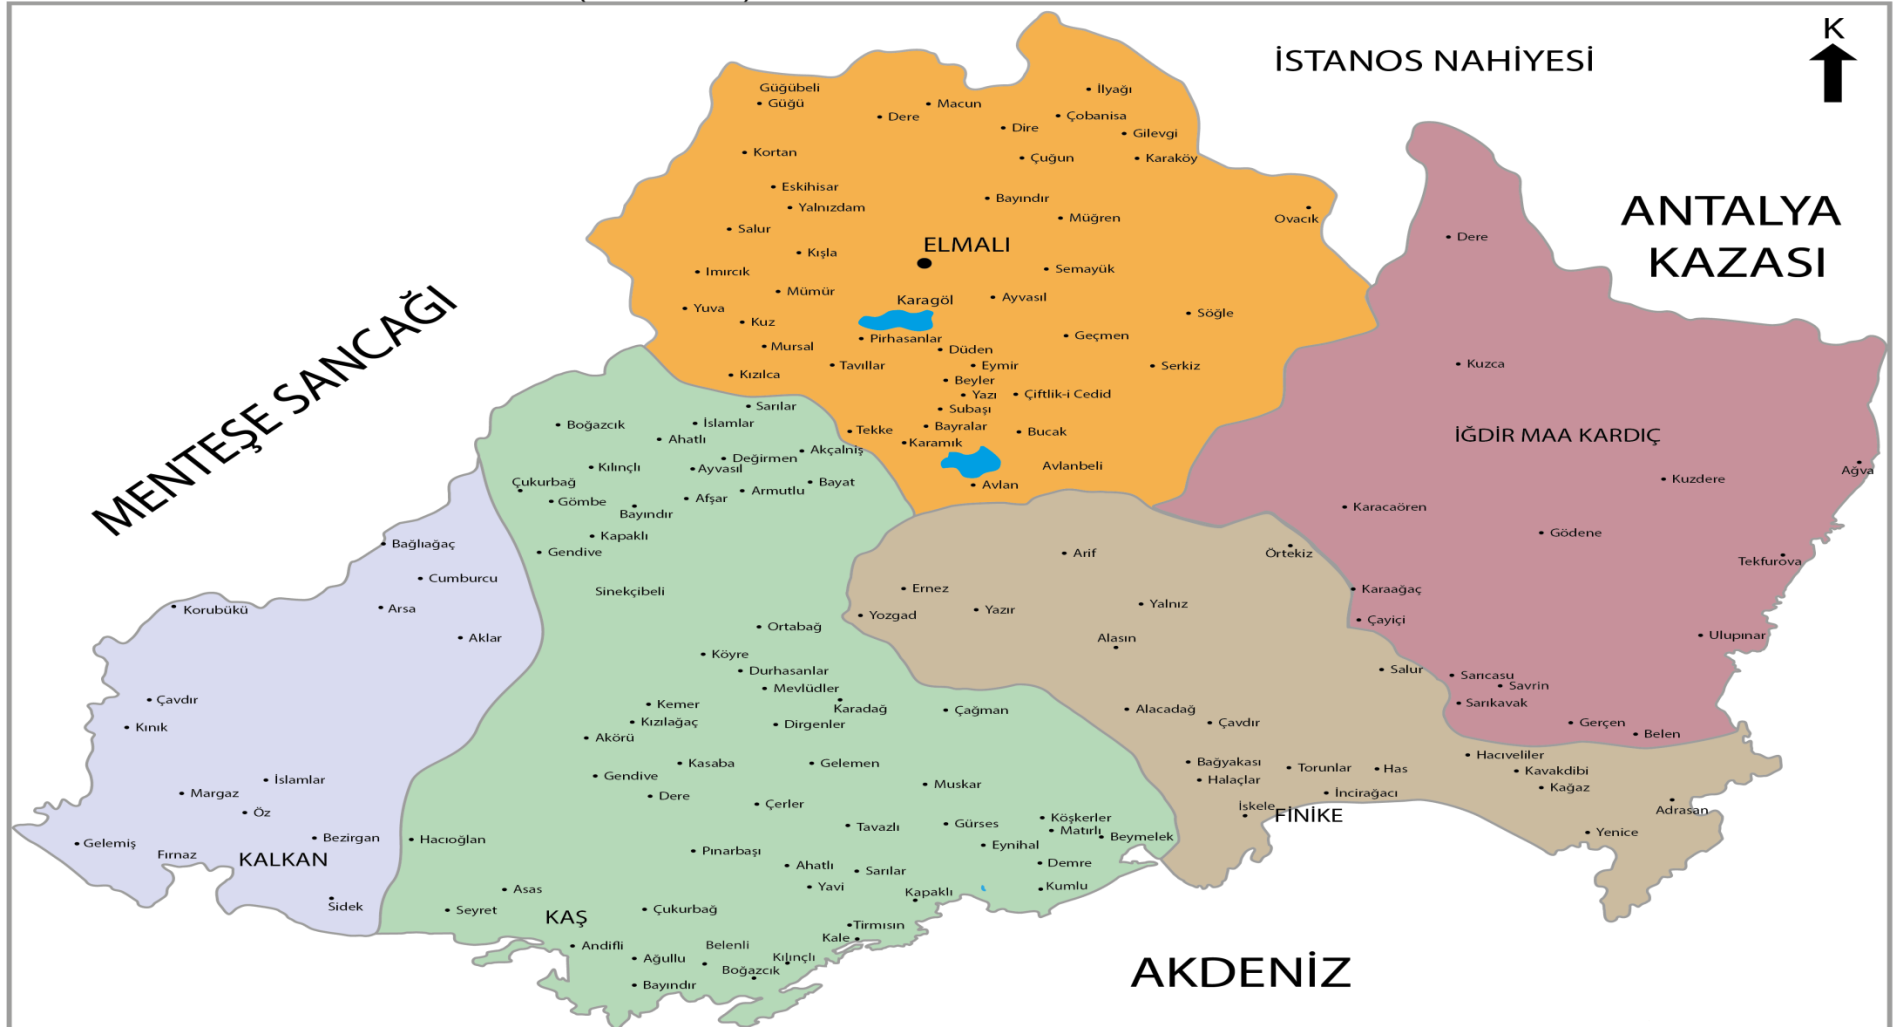 K
İSTANOS NAHİYESİ
ANTALYA
KAZASI
MENTEŞE SANCAĞI
AKDENİZ
Güğübeli
Güğü
Dere
Macun
İlyağı
Çobanisa
Dire
Gilevgi
Kortan
Çuğun
Karaköy
Eskihisar
Yalnızdam
Bayındır
Müğren
Ovacık
Salur
Kışla
ELMALI
Imırcık
Semayük
Mümür
Karagöl
Ayvasıl
Yuva
Kuz
Söğle
Mursal
Pirhasanlar
Düden
Geçmen
Kızılca
Tavıllar
Eymir
Serkiz
Beyler
Yazı
Çiftlik-i Cedid
Subaşı
Tekke
Bayralar
Bucak
Karamık
Avlanbeli
Avlan
Dere
Kuzca
İĞDİR MAA KARDIÇ
Ağva
Kuzdere
Karacaören
Gödene
Tekfurova
Karaağaç
Çayiçi
Ulupınar
Sarıcasu
Savrin
Sarıkavak
Gerçen
Belen
Arif
Örtekiz
Ernez
Yazır
Yalnız
Yozgad
Alasın
Salur
Alacadağ
Çavdır
Bağyakası
Halaçlar
Torunlar
Has
Hacıveliler
Kavakdibi
Kağaz
İncirağacı
İskele
FİNİKE
Adrasan
Yenice
Sarılar
Boğazcık
İslamlar
Ahatlı
Akçalniş
Değirmen
Kılınçlı
Ayvasıl
Çukurbağ
Gömbe
Afşar
Armutlu
Bayat
Bayındır
Kapaklı
Gendive
Sinekçibeli
Ortabağ
Köyre
Durhasanlar
Mevlüdler
Kemer
Karadağ
Çağman
Kızılağaç
Dirgenler
Akörü
Kasaba
Gelemen
Gendive
Dere
Muskar
Çerler
Tavazlı
Gürses
Köşkerler
Matırlı
Beymelek
Hacıoğlan
Pınarbaşı
Eynihal
Ahatlı
Sarılar
Demre
Asas
Yavi
Kapaklı
Kumlu
Seyret
KAŞ
Çukurbağ
Tirmısın
Kale
Andifli
Belenli
Ağullu
Kılınçlı
Boğazcık
Bayındır
Bağlıağaç
Cumburcu
Korubükü
Arsa
Aklar
Çavdır
Kınık
İslamlar
Margaz
Öz
Gelemiş
Bezirgan
Fırnaz
KALKAN
Sidek